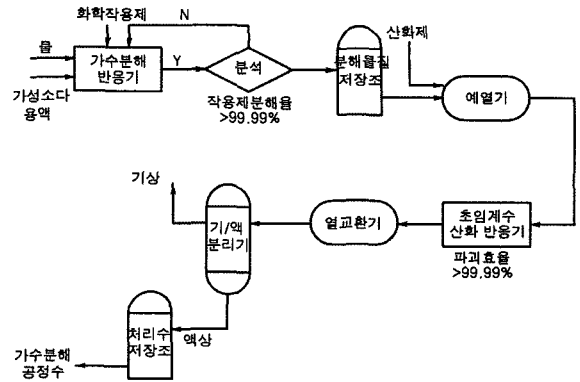 화학작용제
N
물
가수분해
반응기
Y
분석
가성소다
용액
작용제분해율
>99.99%
분해물질
저장조
산화제
예열기
기상
기/액
분리기
열교환기
초임계수
산화 반응기
파괴효율
>99.99%
처리수
저장조
액상
가수분해
공정수